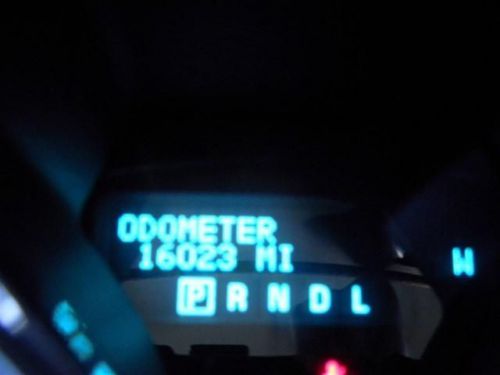 ODOMETER
16023 MI
P R N D L
W